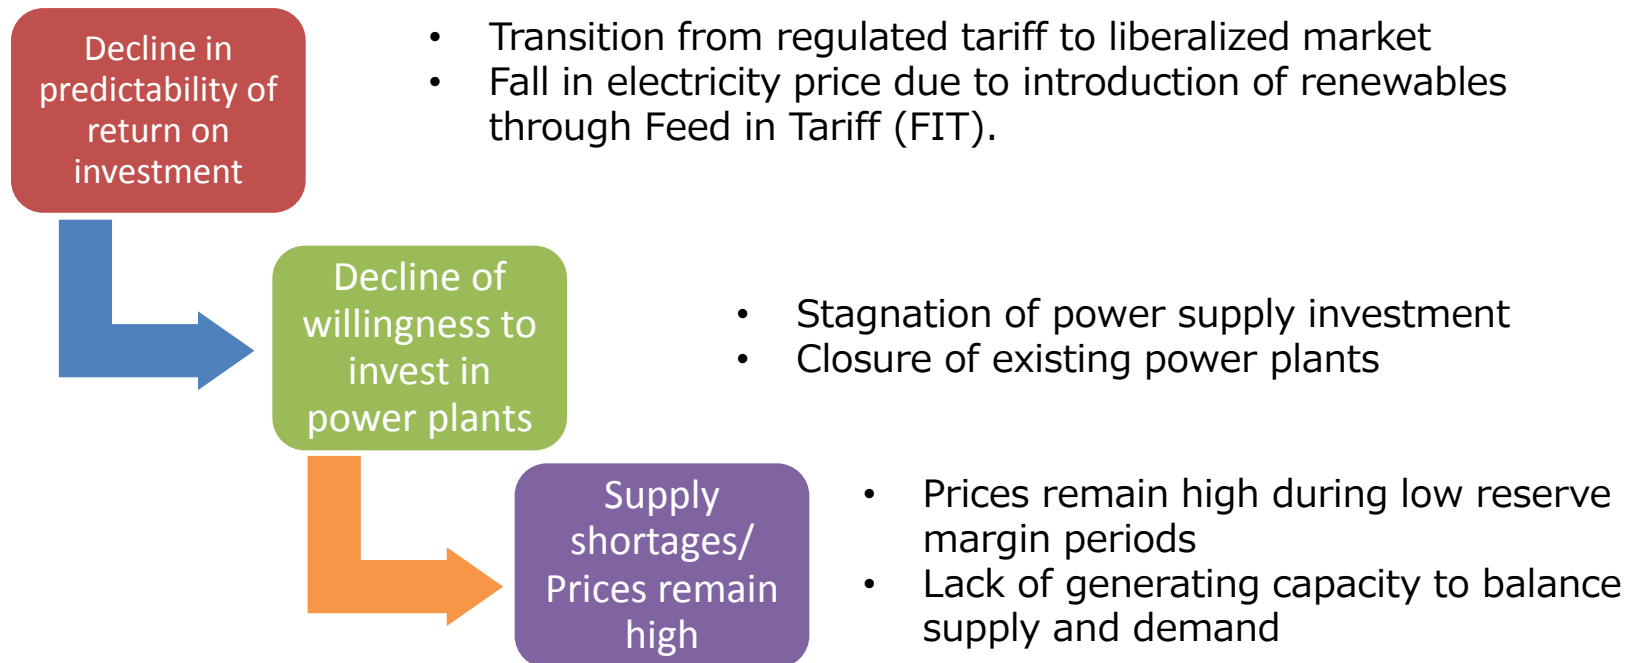 Decline in
predictability of
return on
investment
• Transition from regulated tariff to liberalized market
• Fall in electricity price due to introduction of renewables
through Feed in Tariff (FIT).
Decline of
willingness to
invest in
power plants
• Stagnation of power supply investment
• Closure of existing power plants
Supply
shortages/
Prices remain
high
• Prices remain high during low reserve
margin periods
• Lack of generating capacity to balance
supply and demand